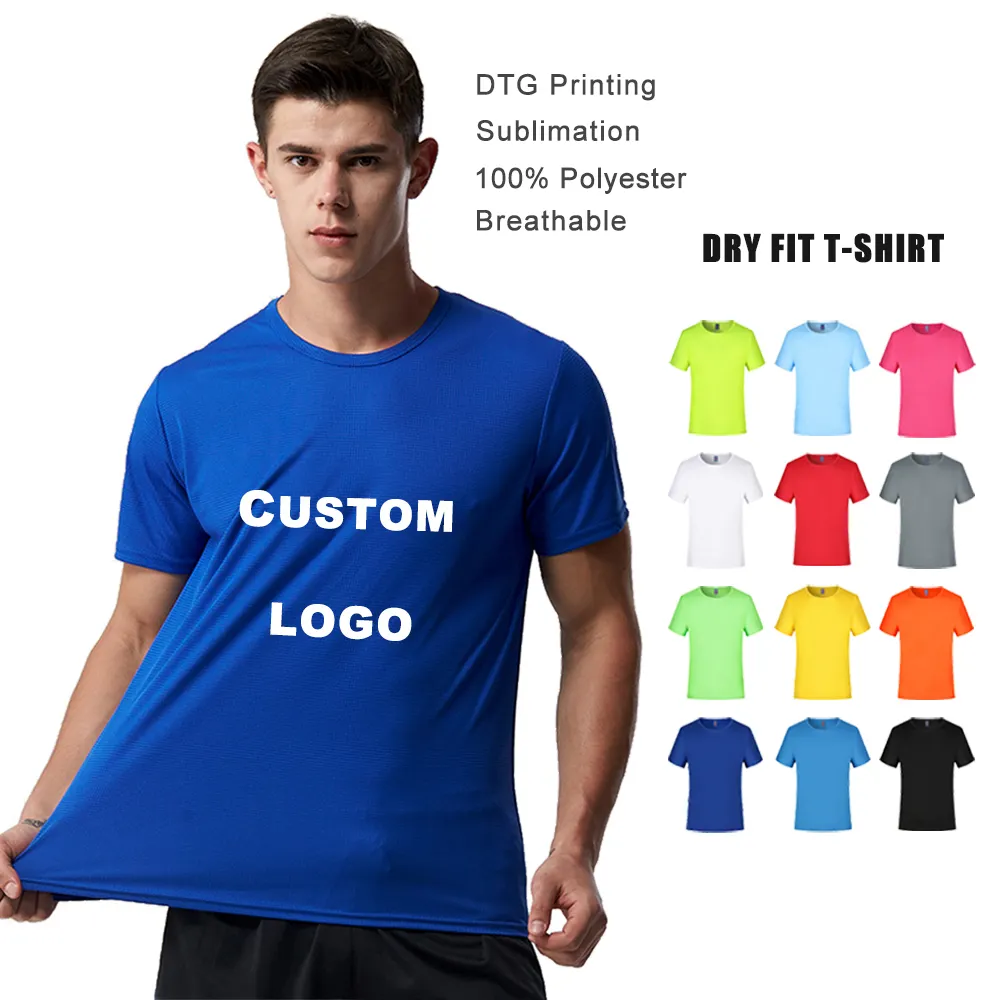 DTG Printing
Sublimation
100% Polyester
Breathable
DRY FIT T-SHIRT
CUSTOM
LOGO